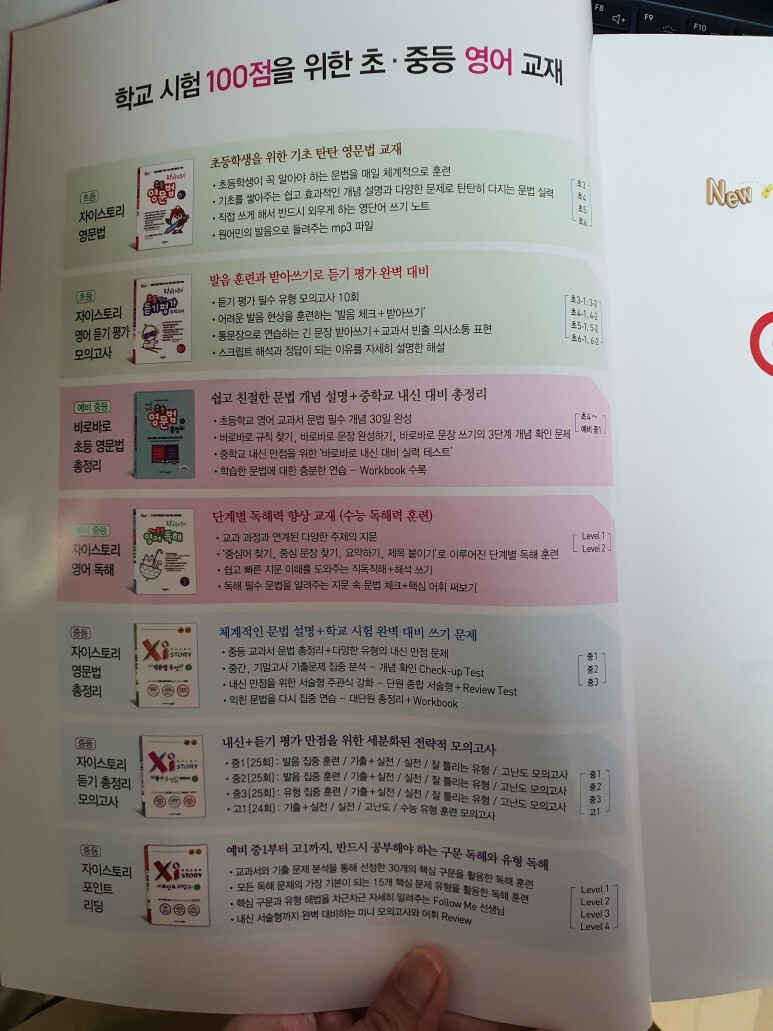 F8
F9
F10
학교 시험 100점을 위한 초·중등 영어 교재
초등
자이스토리
영문법
초등학생을 위한 기초 탄탄 영문법 교재
• 초등학생이 꼭 알아야 하는 문법을 매일 체계적으로 훈련
• 기초를 쌓아주는 쉽고 효과적인 개념 설명과 다양한 문제로 탄탄히 다지는 문법 실력
• 직접 쓰게 해서 반드시 외우게 하는 영단어 쓰기 노트
• 원어민의 발음으로 들려주는 mp3 파일
초3
초4
초5
초6
영문법
New
초등
자이스토리
영어 듣기 평가
모의고사
발음 훈련과 받아쓰기로 듣기 평가 완벽 대비
• 듣기 평가 필수 유형 모의고사 10회
• 어려운 발음 현상을 훈련하는 '발음 체크+받아쓰기'
• 통문장으로 연습하는 긴 문장 받아쓰기+교과서 빈출 의사소통 표현
• 스크립트 해석과 정답이 되는 이유를 자세히 설명한 해설
초3-1, 3-2
초4-1, 4-2
초5-1, 5-2
초6-1, 6-2
듣기평가
예비 중등
바로바로
초등 영문법
총정리
쉽고 친절한 문법 개념 설명+중학교 내신 대비 총정리
• 초등학교 영어 교과서 문법 필수 개념 30일 완성
• 바로바로 규칙 찾기, 바로바로 문장 완성하기, 바로바로 문장 쓰기의 3단계 개념 확인 문제
• 중학교 내신 만점을 위한 '바로바로 내신 대비 실력 테스트'
• 학습한 문법에 대한 충분한 연습 – Workbook 수록
초4 ~
예비 중1
영문법
예비 중등
자이스토리
영어 독해
단계별 독해력 향상 교재 (수능 독해력 훈련)
• 교과 과정과 연계된 다양한 주제의 지문
• '중심어 찾기, 중심 문장 찾기, 요약하기, 제목 붙이기'로 이루어진 단계별 독해 훈련
• 쉽고 빠른 지문 이해를 도와주는 직독직해+해석 쓰기
• 독해 필수 문법을 알려주는 지문 속 문법 체크+핵심 어휘 써보기
Level 1
Level 2
영어 독해
중등
자이스토리
영문법
총정리
체계적인 문법 설명+학교 시험 완벽 대비 쓰기 문제
• 중등 교과서 문법 총정리+다양한 유형의 내신 만점 문제
• 중간, 기말고사 기출문제 집중 분석 – 개념 확인 Check-up Test
• 내신 만점을 위한 서술형 주관식 강화 – 단원 종합 서술형+Review Test
• 익힌 문법을 다시 집중 연습 – 대단원 총정리+Workbook
중1
중2
중3
Xi
STORY
중등
자이스토리
듣기 총정리
모의고사
내신+듣기 평가 만점을 위한 세분화된 전략적 모의고사
• 중1 [25회] : 발음 집중 훈련 / 기출+실전 / 실전 / 잘 틀리는 유형 / 고난도 모의고사
• 중2 [25회] : 발음 집중 훈련 / 기출+실전 / 실전 / 잘 틀리는 유형 / 고난도 모의고사
• 중3 [25회] : 유형 집중 훈련 / 기출+실전 / 실전 / 잘 틀리는 유형 / 고난도 모의고사
• 고1 [24회] : 기출+실전 / 실전 / 고난도 / 수능 유형 훈련 모의고사
중1
중2
중3
고1
Xi
STORY
중등
자이스토리
포인트
리딩
예비 중1부터 고1까지, 반드시 공부해야 하는 구문 독해와 유형 독해
• 교과서와 기출 문제 분석을 통해 선정한 30개의 핵심 구문을 활용한 독해 훈련
• 모든 독해 문제의 가장 기본이 되는 15개 핵심 문제 유형을 활용한 독해 훈련
• 핵심 구문과 유형 해법을 차근차근 자세히 알려주는 Follow Me 선생님
• 내신 서술형까지 완벽 대비하는 미니 모의고사와 어휘 Review
Level 1
Level 2
Level 3
Level 4
Xi
STORY